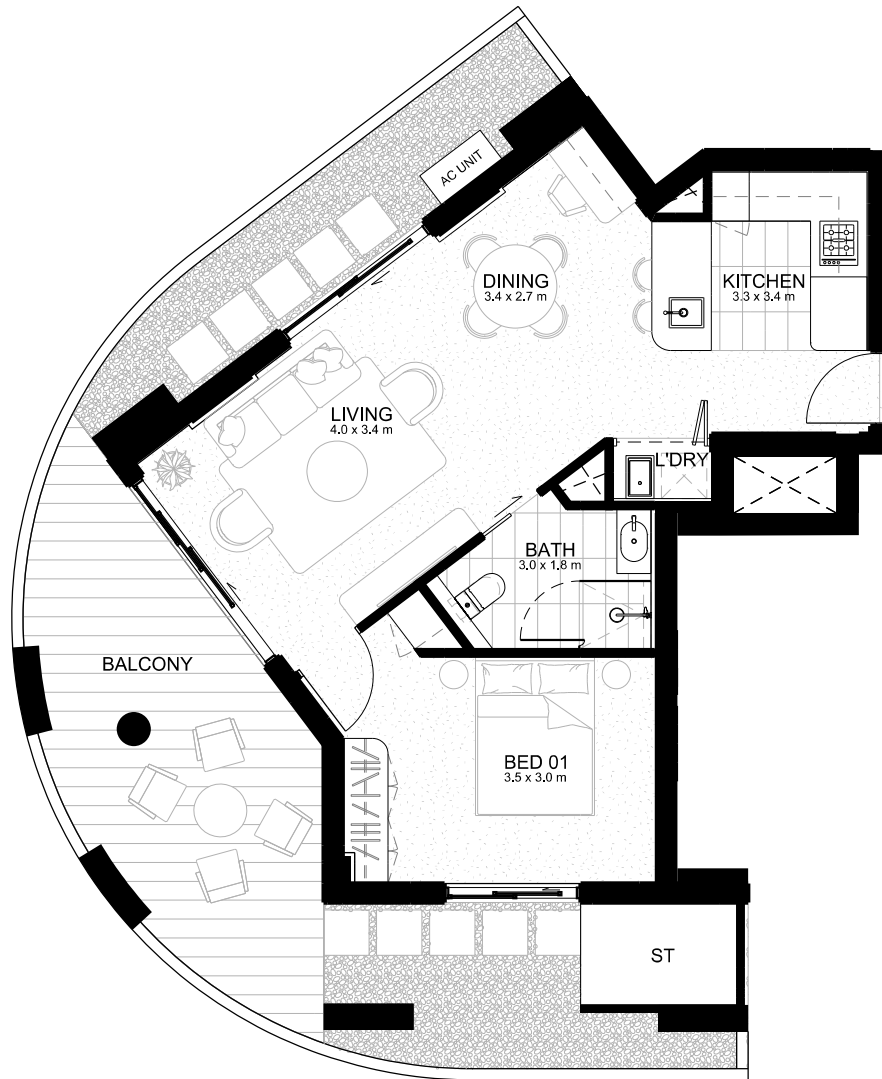 AC UNIT
DINING
3.4 x 2.7 m
KITCHEN
3.3 x 3.4 m
LIVING
4.0 x 3.4 m
L'DRY
BATH
3.0 x 1.8 m
BALCONY
BED 01
3.5 x 3.0 m
ST